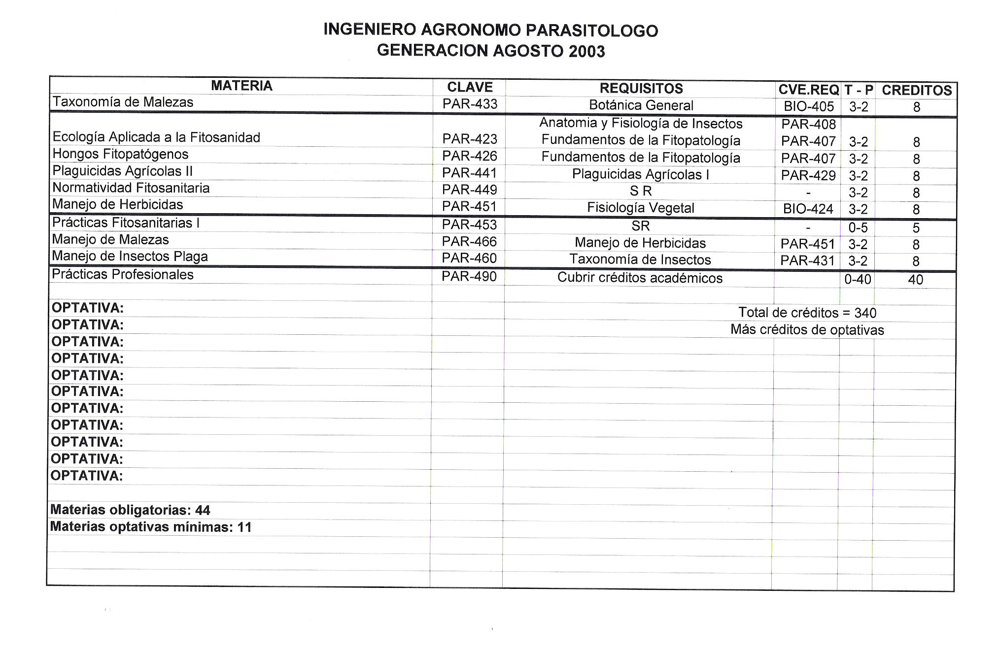 INGENIERO AGRONOMO PARASITOLOGO
GENERACION AGOSTO 2003
MATERIA CLAVE REQUISITOS CVE.REQ T - P CREDITOS
Taxonomía de Malezas PAR-433 Botánica General BIO-405 3-2 8
Anatomia y Fisiología de Insectos PAR-408
Ecología Aplicada a la Fitosanidad PAR-423 Fundamentos de la Fitopatología PAR-407 3-2 8
Hongos Fitopatógenos PAR-426 Fundamentos de la Fitopatología PAR-407 3-2 8
Plaguicidas Agrícolas II PAR-441 Plaguicidas Agrícolas I PAR-429 3-2 8
Normatividad Fitosanitaria PAR-449 S R - 3-2 8
Manejo de Herbicidas PAR-451 Fisiología Vegetal BIO-424 3-2 8
Prácticas Fitosanitarias I PAR-453 SR - 0-5 5
Manejo de Malezas PAR-466 Manejo de Herbicidas PAR-451 3-2 8
Manejo de Insectos Plaga PAR-460 Taxonomía de Insectos PAR-431 3-2 8
Prácticas Profesionales PAR-490 Cubrir créditos académicos 0-40 40
OPTATIVA: Total de créditos = 340
OPTATIVA: Más créditos de optativas
OPTATIVA:
OPTATIVA:
OPTATIVA:
OPTATIVA:
OPTATIVA:
OPTATIVA:
OPTATIVA:
OPTATIVA:
OPTATIVA:
Materias obligatorias: 44
Materias optativas mínimas: 11